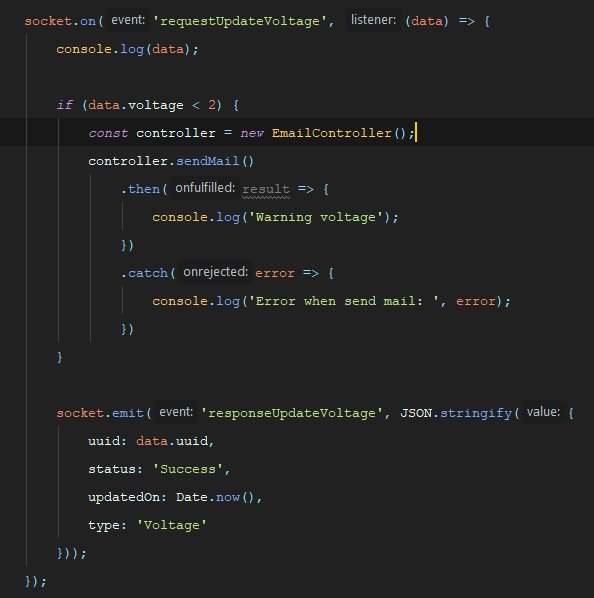 socket.on( event: 'requestUpdateVoltage', listener: (data) => {
console.log(data);
if (data.voltage < 2) {
const controller = new EmailController();
controller.sendMail()
.then( onfulfilled: result => {
console.log('Warning voltage');
})
.catch( onrejected: error => {
console.log('Error when send mail: ', error);
})
}
socket.emit( event: 'responseUpdateVoltage', JSON.stringify( value: {
uuid: data.uuid,
status: 'Success',
updatedOn: Date.now(),
type: 'Voltage'
}));
});